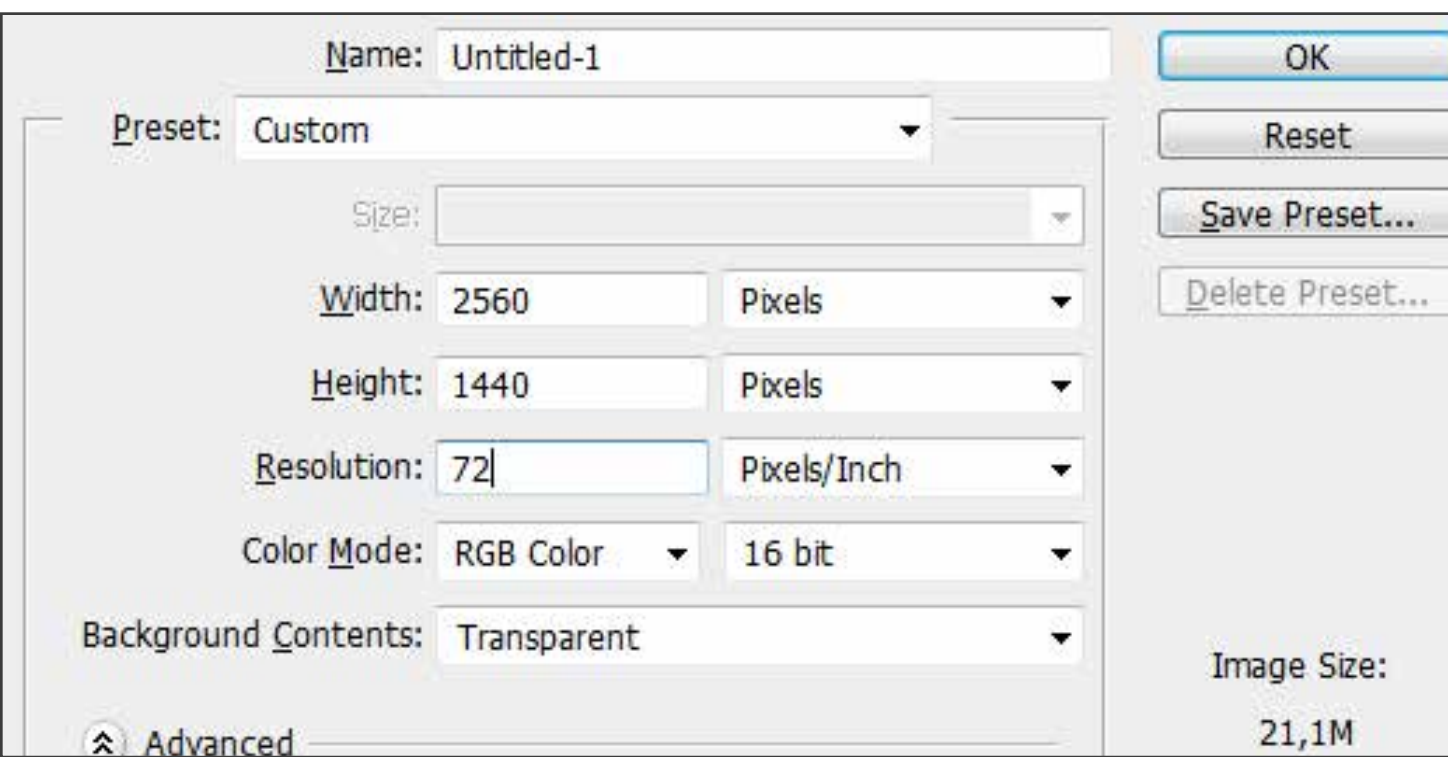 Name: Untitled-1
OK
Preset: Custom
Reset
Size:
Save Preset...
Width: 2560 Pixels
Delete Preset...
Height: 1440 Pixels
Resolution: 72 Pixels/Inch
Color Mode: RGB Color 16 bit
Background Contents: Transparent
Image Size:
21,1M
Advanced